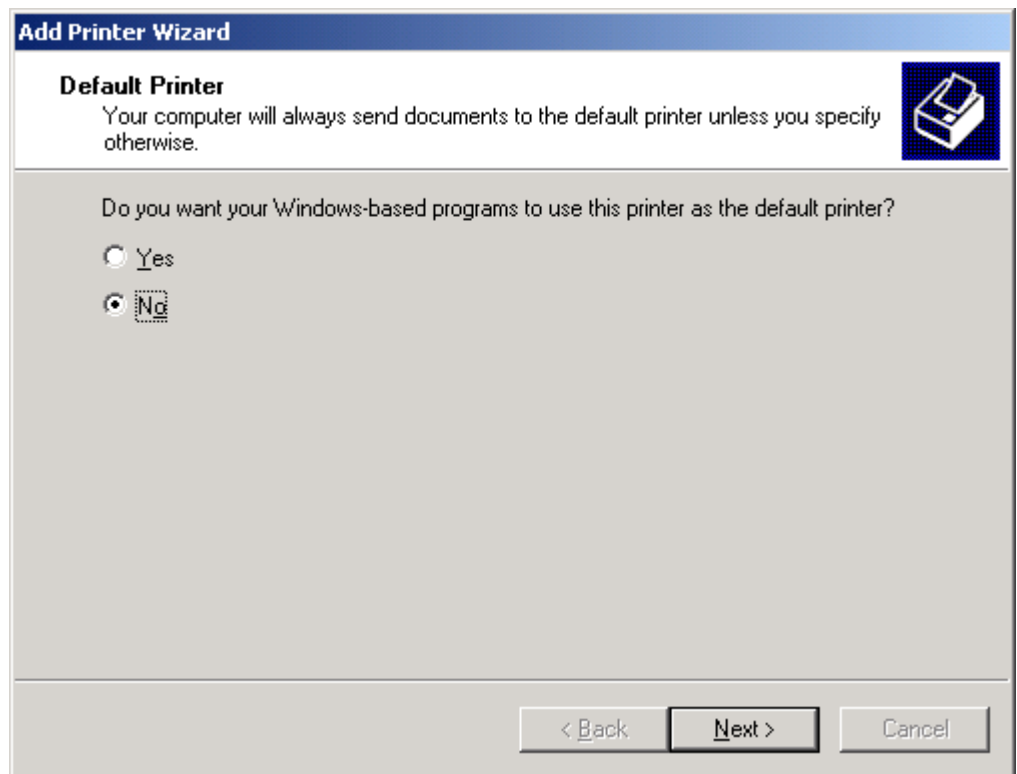 Add Printer Wizard
Default Printer
Your computer will always send documents to the default printer unless you specify
otherwise.
Do you want your Windows-based programs to use this printer as the default printer?
Yes
No
< Back
Next >
Cancel